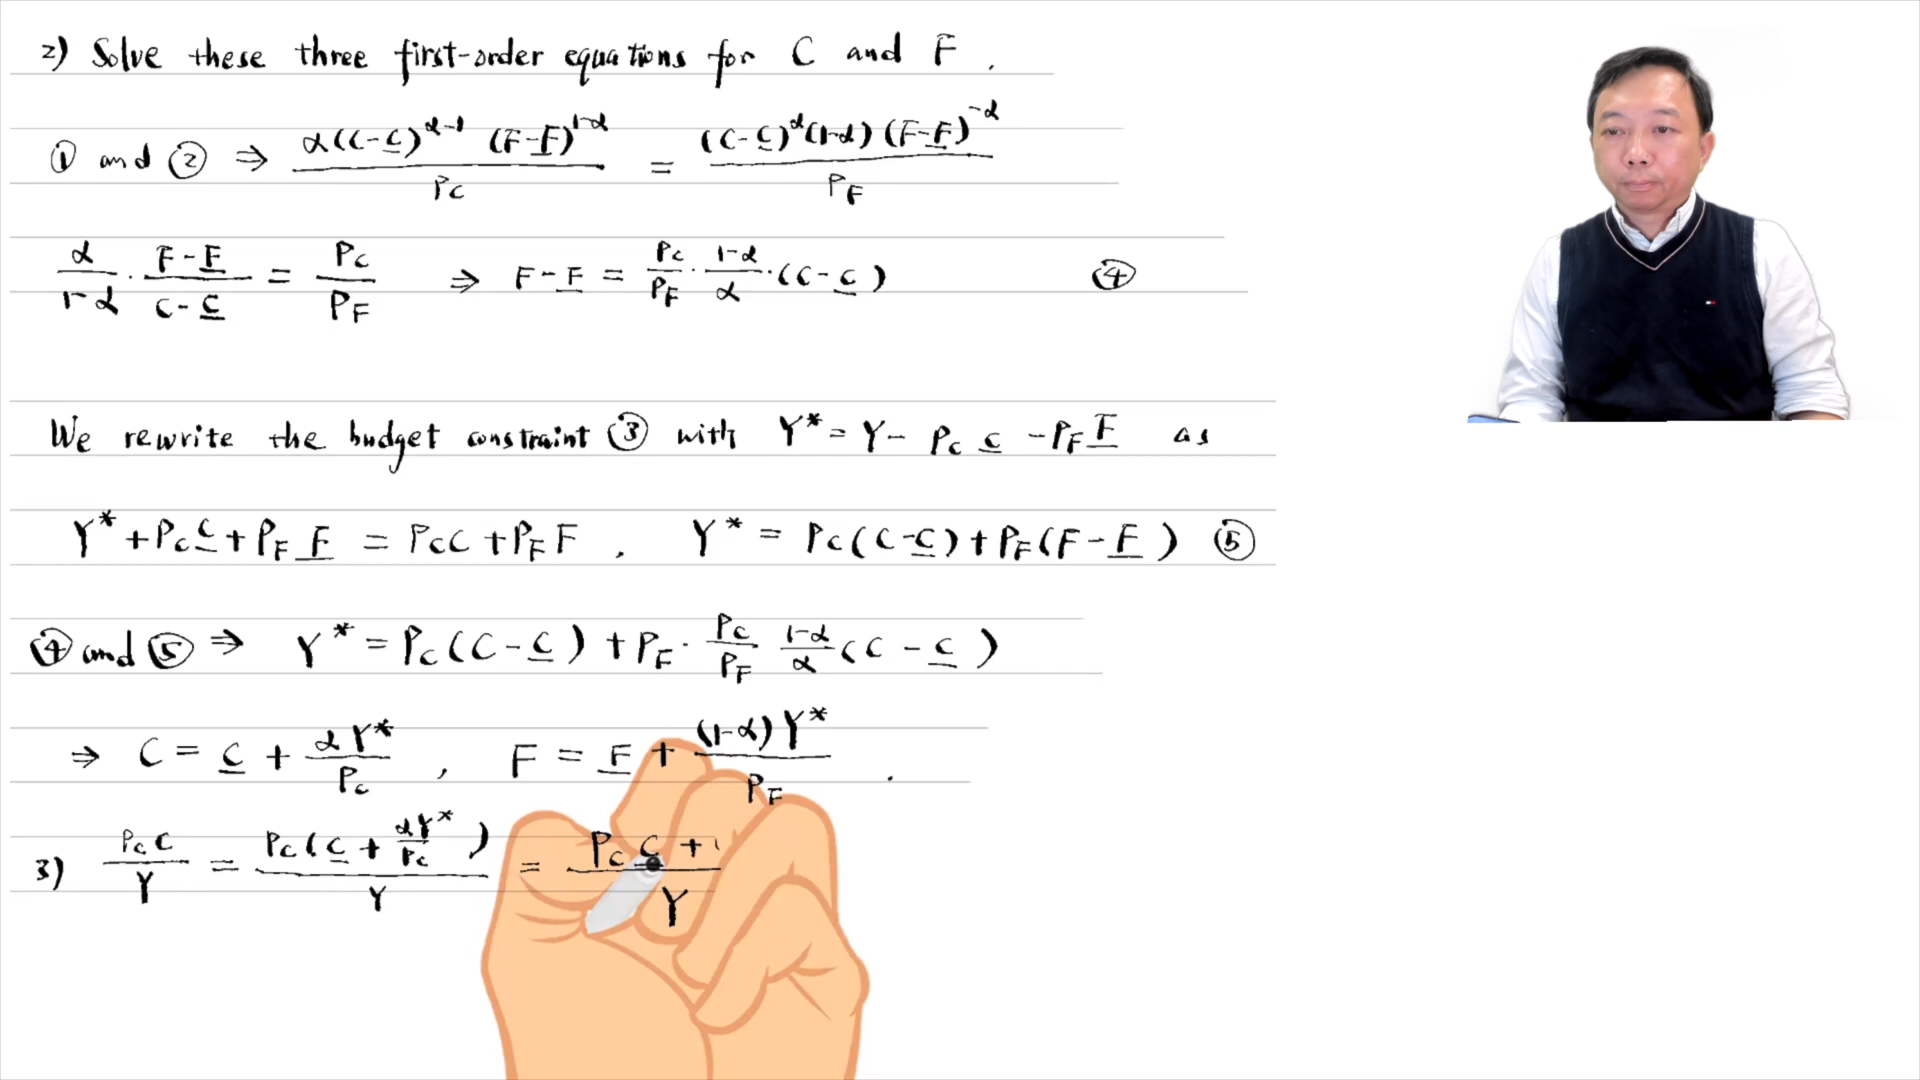 2) Solve these three first-order equations for C and F.
① and ② ⇒ α(C-C̲)^(α-1) (F-F̲)^(1-α) / P_C = (C-C̲)^α (1-α) (F-F̲)^(-α) / P_F
α/(1-α) · (F-F̲)/(C-C̲) = P_C/P_F ⇒ F-F̲ = P_C/P_F · (1-α)/α · (C-C̲) ④
We rewrite the budget constraint ③ with Y* = Y - P_C C̲ - P_F F̲ as
Y* + P_C C̲ + P_F F̲ = P_C C + P_F F , Y* = P_C(C-C̲) + P_F(F-F̲) ⑤
④ and ⑤ ⇒ Y* = P_C(C-C̲) + P_F · P_C/P_F (1-α)/α (C-C̲)
⇒ C = C̲ + αY*/P_C , F = F̲ + (1-α)Y*/P_F .
3) P_C C / Y = P_C(C̲ + αY*/P_C) / Y = P_C C̲ + / Y